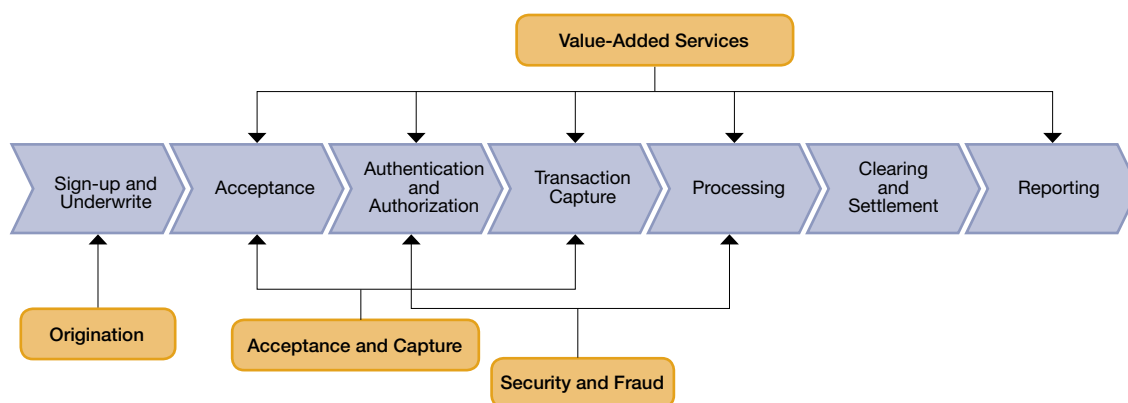 Value-Added Services
Sign-up and
Underwrite
Acceptance
Authentication
and
Authorization
Transaction
Capture
Processing
Clearing
and
Settlement
Reporting
Origination
Acceptance and Capture
Security and Fraud